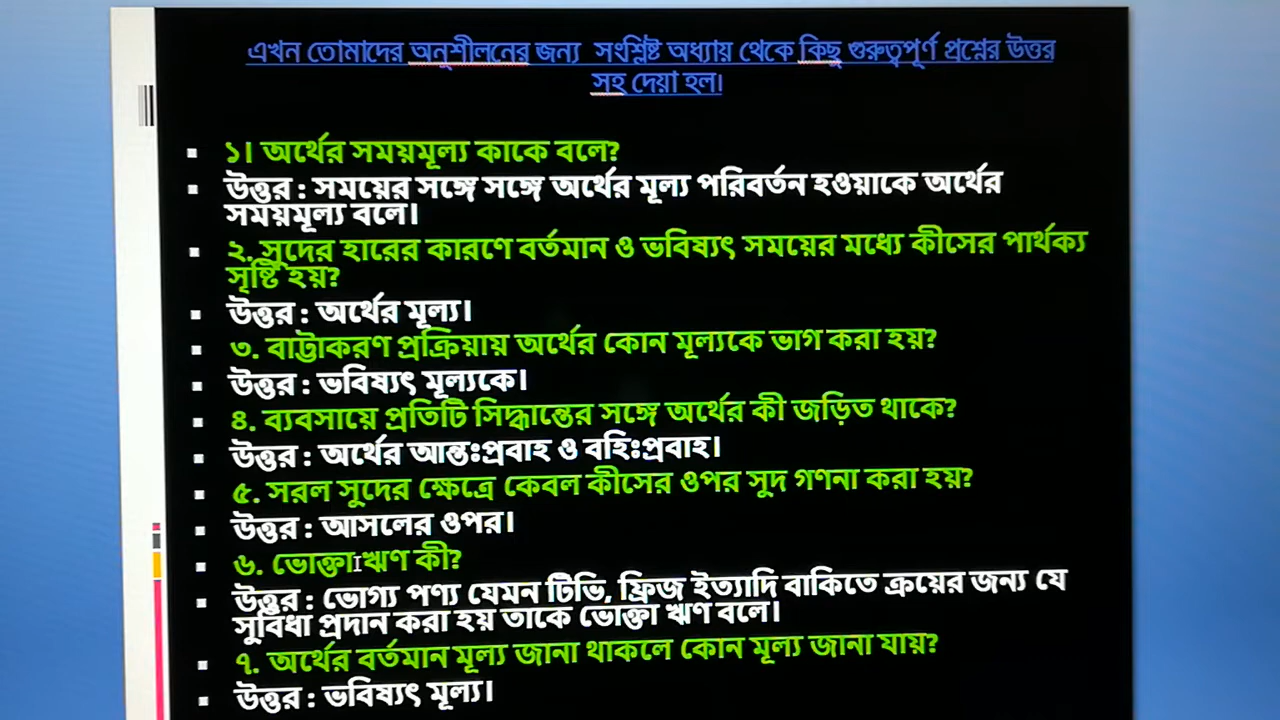 এখন তোমাদের অনুশীলনের জন্য সংশ্লিষ্ট অধ্যায় থেকে কিছু গুরুত্বপূর্ণ প্রশ্নের উত্তর
সহ দেয়া হল।
১। অর্থের সময়মূল্য কাকে বলে?
উত্তর : সময়ের সঙ্গে সঙ্গে অর্থের মূল্য পরিবর্তন হওয়াকে অর্থের
সময়মূল্য বলে।
২. সুদের হারের কারণে বর্তমান ও ভবিষ্যৎ সময়ের মধ্যে কীসের পার্থক্য
সৃষ্টি হয়?
উত্তর : অর্থের মূল্য।
৩. বাট্টাকরণ প্রক্রিয়ায় অর্থের কোন মূল্যকে ভাগ করা হয়?
উত্তর : ভবিষ্যৎ মূল্যকে।
৪. ব্যবসায়ে প্রতিটি সিদ্ধান্তের সঙ্গে অর্থের কী জড়িত থাকে?
উত্তর : অর্থের আন্তঃপ্রবাহ ও বহিঃপ্রবাহ।
৫. সরল সুদের ক্ষেত্রে কেবল কীসের ওপর সুদ গণনা করা হয়?
উত্তর : আসলের ওপর।
৬. ভোক্তা ঋণ কী?
উত্তর : ভোগ্য পণ্য যেমন টিভি, ফ্রিজ ইত্যাদি বাকিতে ক্রয়ের জন্য যে
সুবিধা প্রদান করা হয় তাকে ভোক্তা ঋণ বলে।
৭. অর্থের বর্তমান মূল্য জানা থাকলে কোন মূল্য জানা যায়?
উত্তর : ভবিষ্যৎ মূল্য।